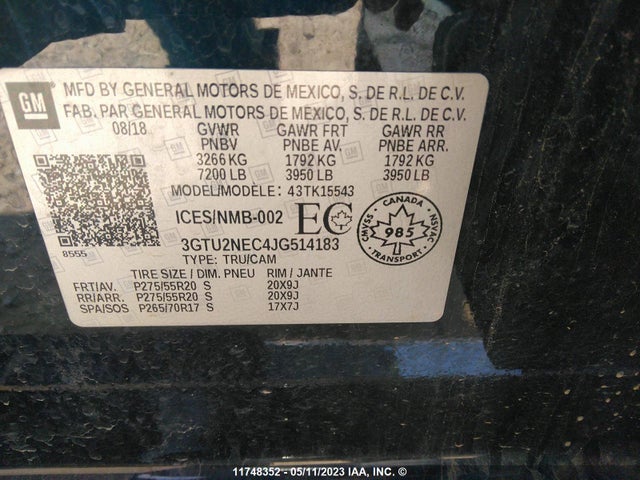 GM
MFD BY GENERAL MOTORS DE MEXICO, S. DE R.L. DE C.V.
FAB. PAR GENERAL MOTORS DE MEXICO, S. DE R.L. DE C.V.
08/18 GVWR GAWR FRT GAWR RR
PNBV PNBE AV. PNBE ARR.
3266 KG 1792 KG 1792 KG
7200 LB 3950 LB 3950 LB
MODEL/MODÈLE : 43TK15543
ICES/NMB-002 EC
CMVSS NSVAC
CANADA
985
TRANSPORT
8555
3GTU2NEC4JG514183
TYPE: TRU/CAM
TIRE SIZE / DIM. PNEU RIM / JANTE
FRT/AV. P275/55R20 S 20X9J
RR/ARR. P275/55R20 S 20X9J
SPA/SOS P265/70R17 S 17X7J
11748352 - 05/11/2023 IAA, INC. ©